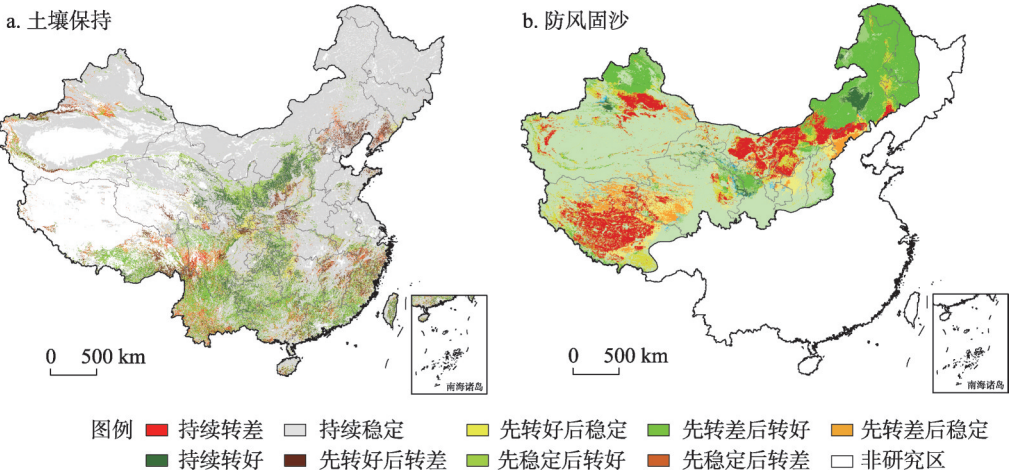 a. 土壤保持
b. 防风固沙
0 500 km
南海诸岛
0 500 km
南海诸岛
图例 持续转差 持续稳定 先转好后稳定 先转差后转好 先转差后稳定
持续转好 先转好后转差 先稳定后转好 先稳定后转差 非研究区